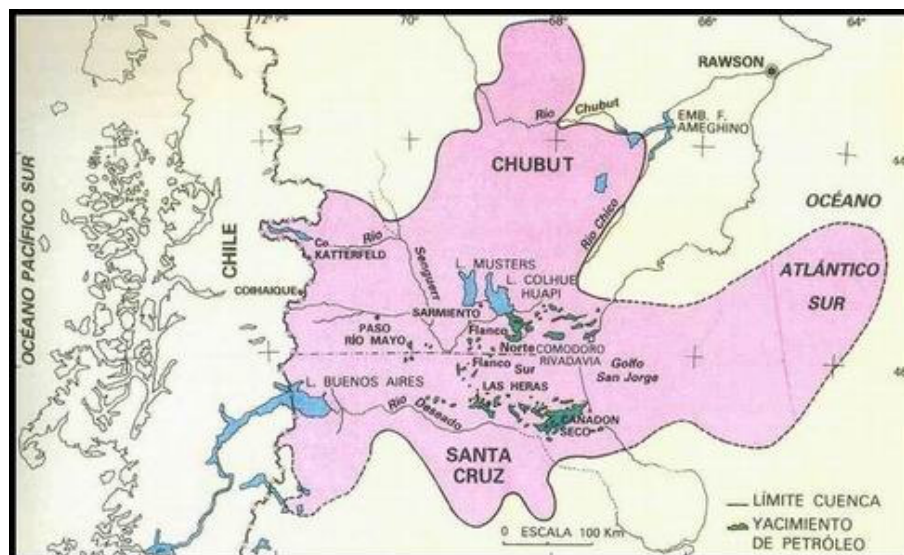 74°
72°
70°
68°
66°
64°
RAWSON
Río Chubut
EMB. F.
AMEGHINO
CHUBUT
44
OCÉANO PACÍFICO SUR
CHILE
OCÉANO
ATLÁNTICO
SUR
Río Chico
Co.
KATTERFELD
Río
Senguerr
L. MUSTERS
L. COLHUE
HUAPI
COIHAIQUE
SARMIENTO
PASO
RÍO MAYO
Flanco
Norte
COMODORO
RIVADAVIA
Flanco
Sur
Golfo
San Jorge
46
L. BUENOS AIRES
LAS HERAS
Río Deseado
CAÑADON
SECO
SANTA
CRUZ
LÍMITE CUENCA
YACIMIENTO
DE PETRÓLEO
0 ESCALA 100 Km